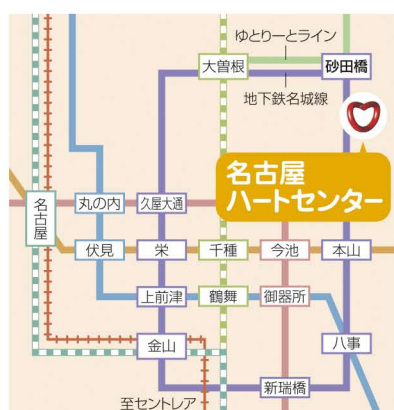 ゆとりーとライン
大曽根
砂田橋
地下鉄名城線
名古屋
ハートセンター
名古屋
丸の内
久屋大通
伏見
栄
千種
今池
本山
上前津
鶴舞
御器所
金山
八事
新瑞橋
至セントレア